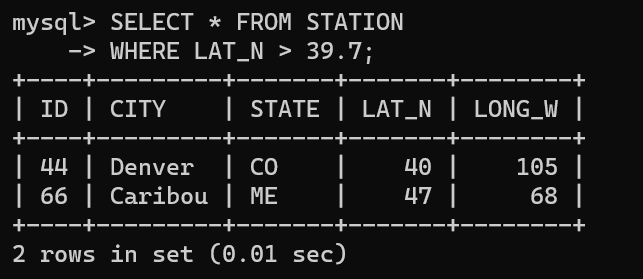 mysql> SELECT * FROM STATION
    -> WHERE LAT_N > 39.7;
+----+---------+-------+-------+--------+
| ID | CITY    | STATE | LAT_N | LONG_W |
+----+---------+-------+-------+--------+
| 44 | Denver  | CO    |    40 |    105 |
| 66 | Caribou | ME    |    47 |     68 |
+----+---------+-------+-------+--------+
2 rows in set (0.01 sec)